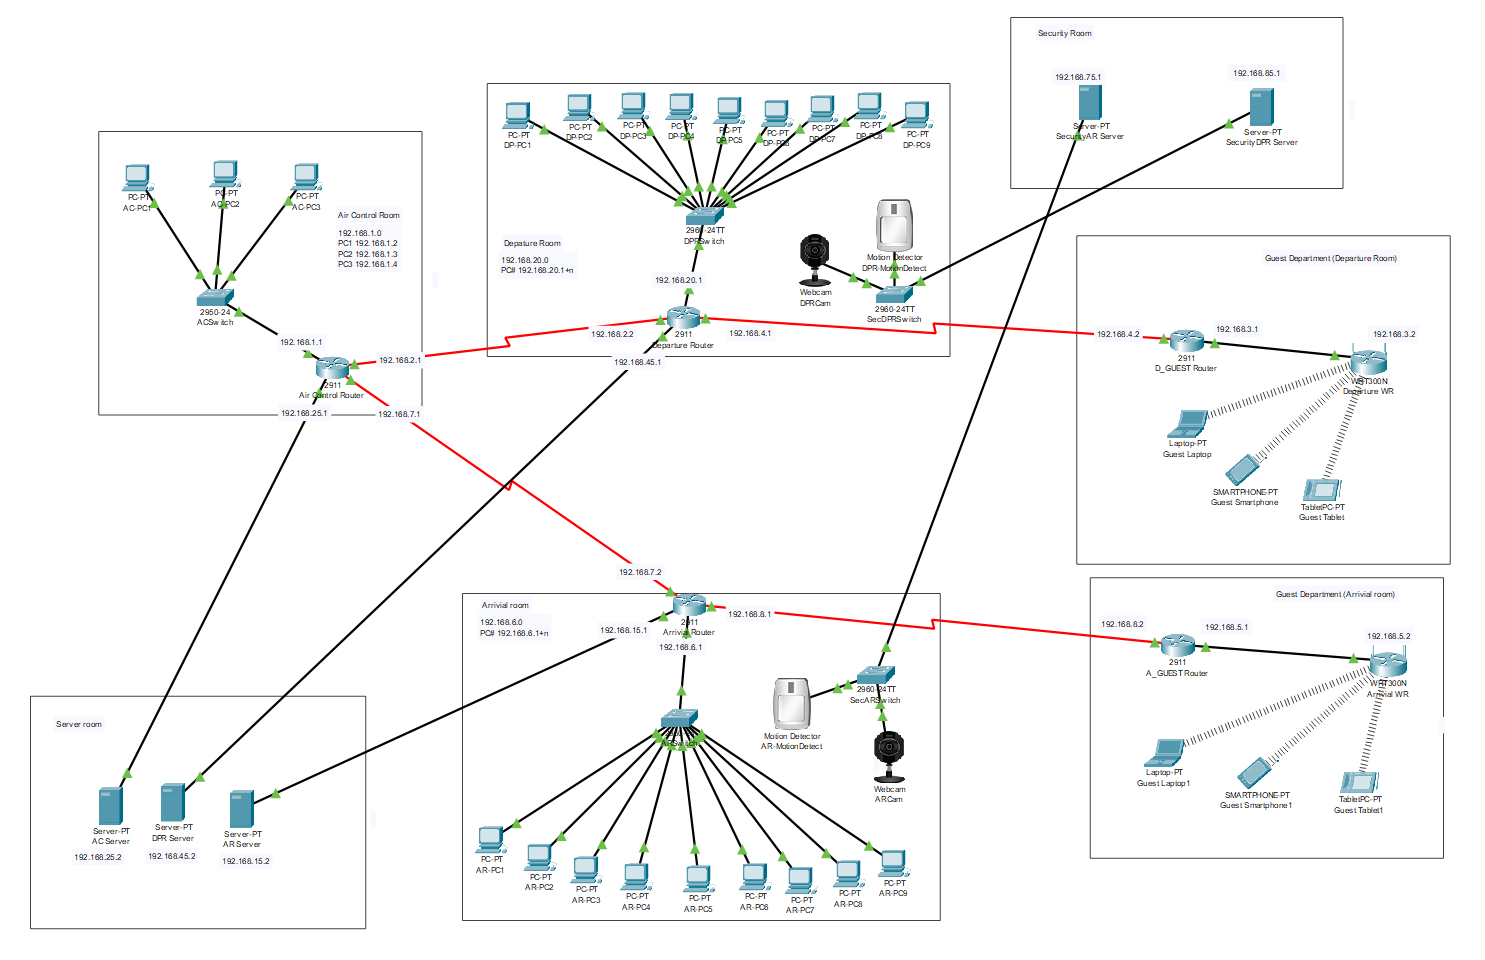 Security Room
192.168.75.1
192.168.85.1
Server-PT
SecurityAR Server
Server-PT
SecurityDPR Server
PC-PT
DP-PC1
PC-PT
DP-PC2
PC-PT
DP-PC3
PC-PT
DP-PC4
PC-PT
DP-PC5
PC-PT
DP-PC6
PC-PT
DP-PC7
PC-PT
DP-PC8
PC-PT
DP-PC9
2960-24TT
DPRSwitch
Depature Room
192.168.20.0
PC# 192.168.20.1+n
192.168.20.1
Motion Detector
DPR-MotionDetect
Webcam
DPRCam
2960-24TT
SecDPRSwitch
192.168.2.2
2911
Departure Router
192.168.4.1
192.168.45.1
PC-PT
AC-PC1
PC-PT
AC-PC2
PC-PT
AC-PC3
Air Control Room
192.168.1.0
PC1 192.168.1.2
PC2 192.168.1.3
PC3 192.168.1.4
2950-24
ACSwitch
192.168.1.1
192.168.2.1
2911
Air Control Router
192.168.25.1
192.168.7.1
Guest Department (Departure Room)
192.168.4.2
192.168.3.1
192.168.3.2
2911
D_GUEST Router
WRT300N
Departure WR
Laptop-PT
Guest Laptop
SMARTPHONE-PT
Guest Smartphone
TabletPC-PT
Guest Tablet
192.168.7.2
Arrivial room
192.168.6.0
PC# 192.168.6.1+n
2911
Arrivial Router
192.168.8.1
192.168.15.1
192.168.6.1
2960-24TT
SecARSwitch
ARSwitch
Motion Detector
AR-MotionDetect
Webcam
ARCam
PC-PT
AR-PC1
PC-PT
AR-PC2
PC-PT
AR-PC3
PC-PT
AR-PC4
PC-PT
AR-PC5
PC-PT
AR-PC6
PC-PT
AR-PC7
PC-PT
AR-PC8
PC-PT
AR-PC9
Guest Department (Arrivial room)
192.168.8.2
192.168.5.1
192.168.5.2
2911
A_GUEST Router
WRT300N
Arrivial WR
Laptop-PT
Guest Laptop1
SMARTPHONE-PT
Guest Smartphone1
TabletPC-PT
Guest Tablet1
Server room
Server-PT
AC Server
192.168.25.2
Server-PT
DPR Server
192.168.45.2
Server-PT
AR Server
192.168.15.2